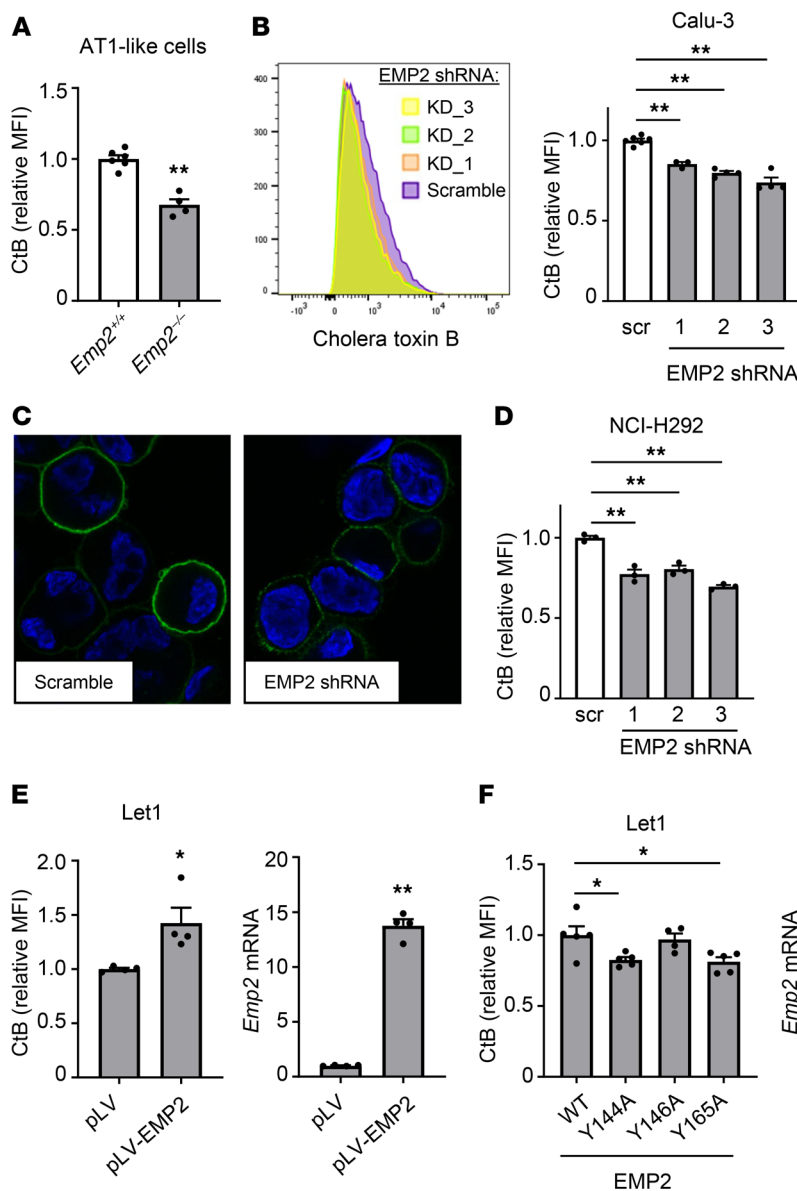 A
AT1-like cells
CtB (relative MFI)
1.5
1.0
0.5
0
**
Emp2+/+
Emp2−/−
B
EMP2 shRNA:
KD_3
KD_2
KD_1
Scramble
400
300
200
100
0
-10³ 0 10³ 10⁴ 10⁵
Cholera toxin B
Calu-3
**
**
**
CtB (relative MFI)
1.0
0.5
0
scr 1 2 3
EMP2 shRNA
C
Scramble
EMP2 shRNA
D
NCI-H292
**
**
**
CtB (relative MFI)
1.0
0.5
0
scr 1 2 3
EMP2 shRNA
E
Let1
CtB (relative MFI)
2.0
1.5
1.0
0.5
0
*
pLV
pLV-EMP2
Emp2 mRNA
20
15
10
5
0
**
pLV
pLV-EMP2
F
Let1
CtB (relative MFI)
1.5
1.0
0.5
0
*
*
WT
Y144A
Y146A
Y165A
EMP2
Emp2 mRNA